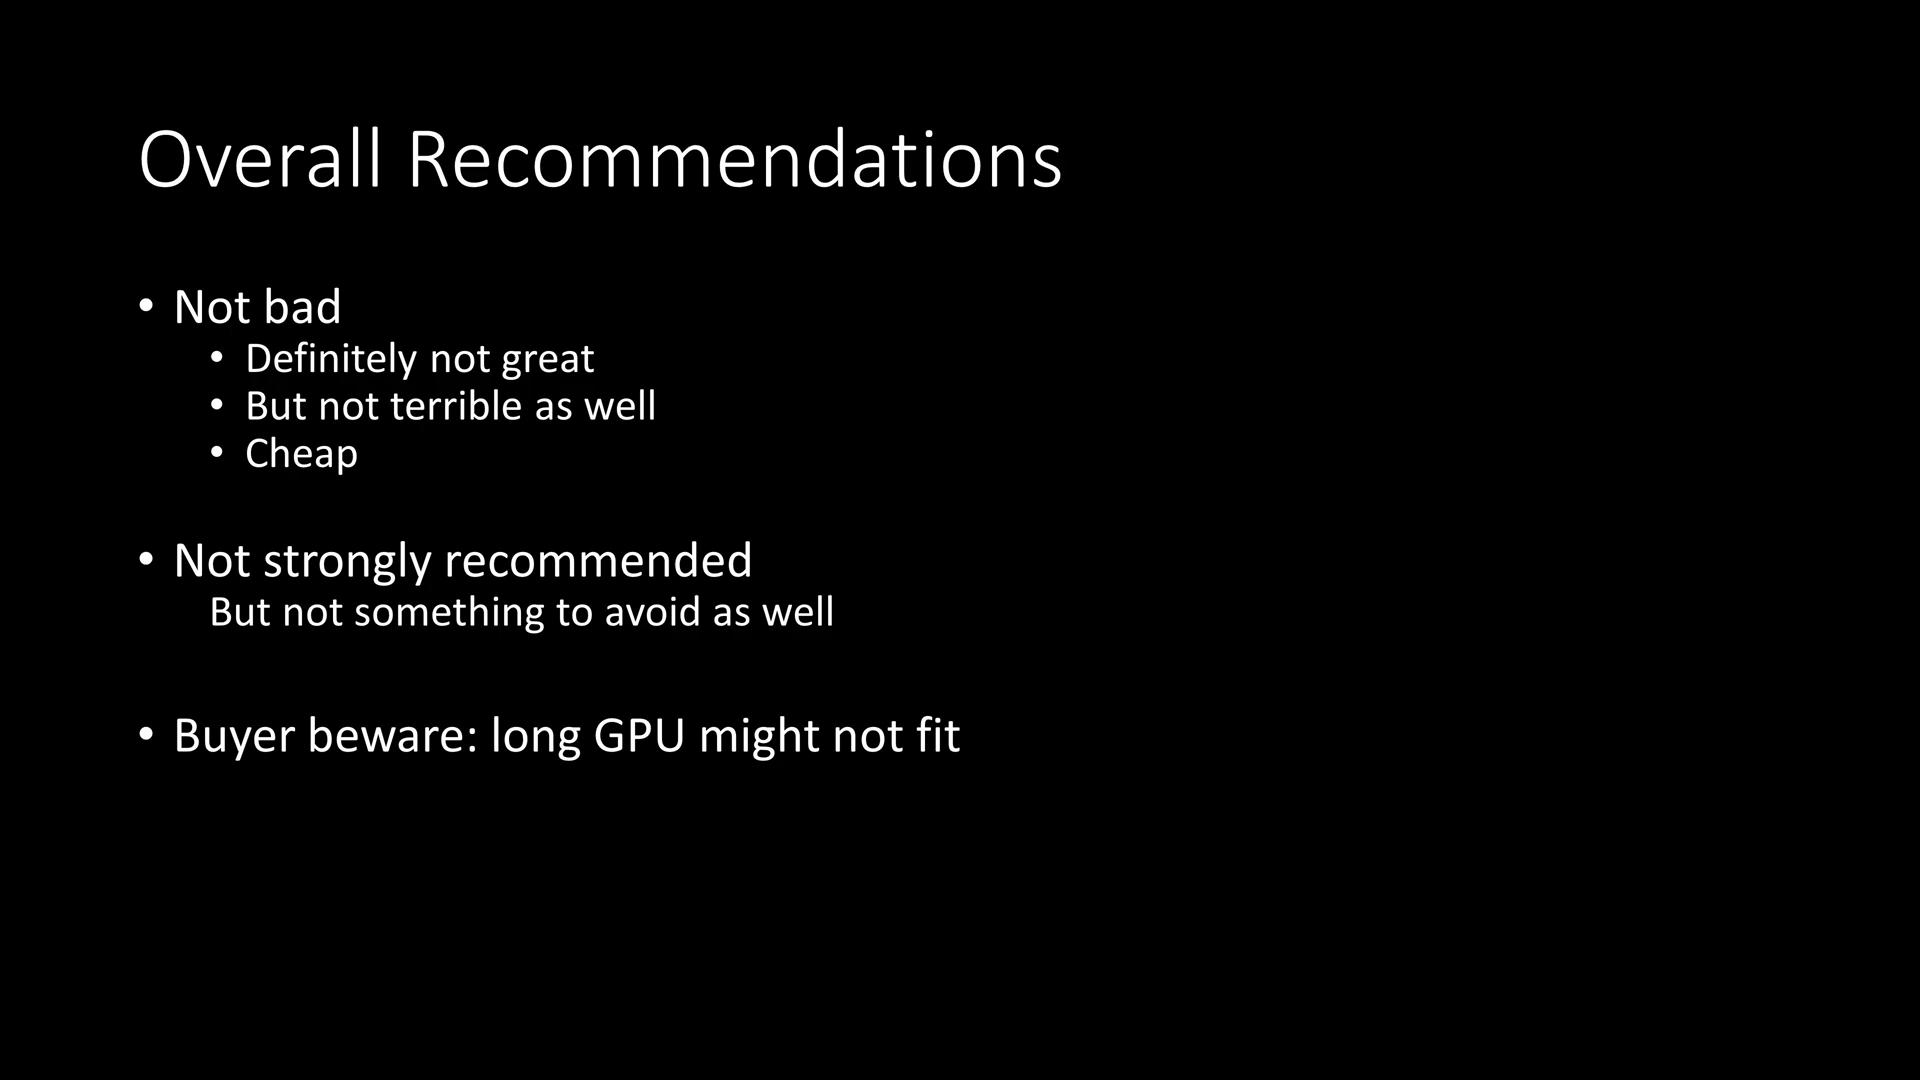 Overall Recommendations
• Not bad
• Definitely not great
• But not terrible as well
• Cheap
• Not strongly recommended
But not something to avoid as well
• Buyer beware: long GPU might not fit